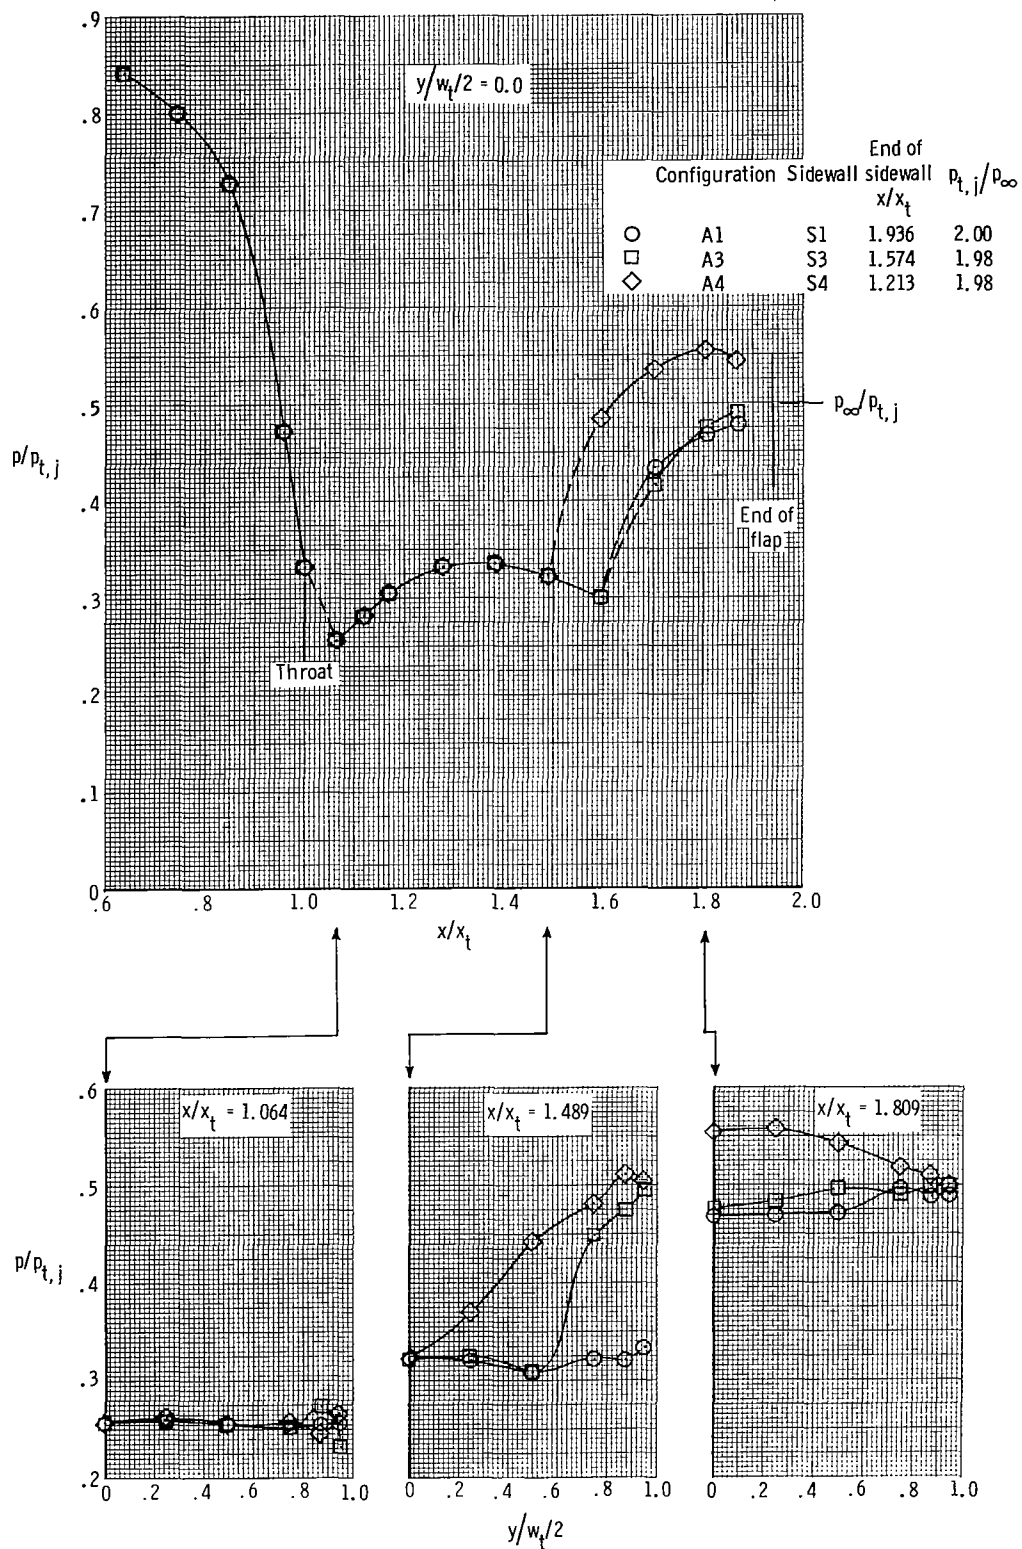 .9
.8
.7
.6
.5
.4
.3
.2
.1
0
p/p_t,j
y/w_t/2 = 0.0
End of
Configuration Sidewall sidewall p_t,j/p_∞
x/x_t
○ A1 S1 1.936 2.00
□ A3 S3 1.574 1.98
◇ A4 S4 1.213 1.98
p_∞/p_t,j
End of
flap
Throat
.6 .8 1.0 1.2 1.4 1.6 1.8 2.0
x/x_t
.6
.5
.4
.3
.2
p/p_t,j
x/x_t = 1.064
x/x_t = 1.489
x/x_t = 1.809
0 .2 .4 .6 .8 1.0
0 .2 .4 .6 .8 1.0
0 .2 .4 .6 .8 1.0
y/w_t/2